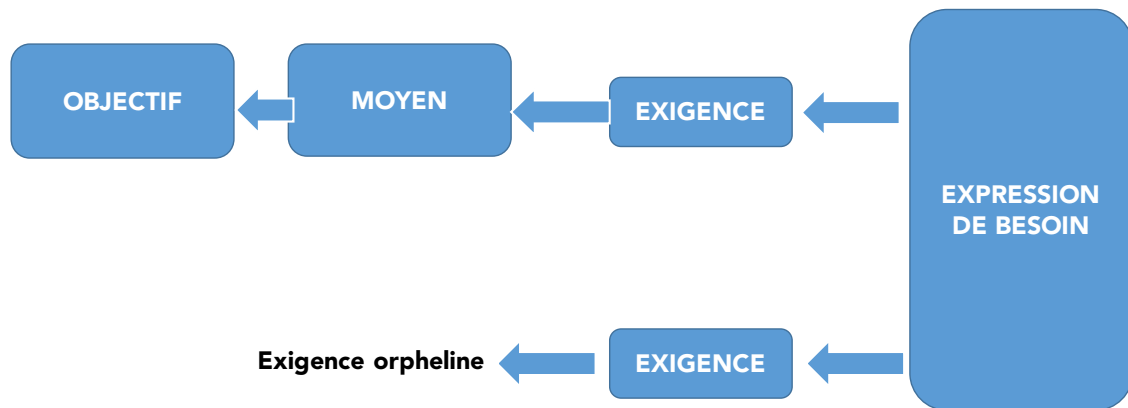 OBJECTIF
MOYEN
EXIGENCE
EXPRESSION
DE BESOIN
Exigence orpheline
EXIGENCE